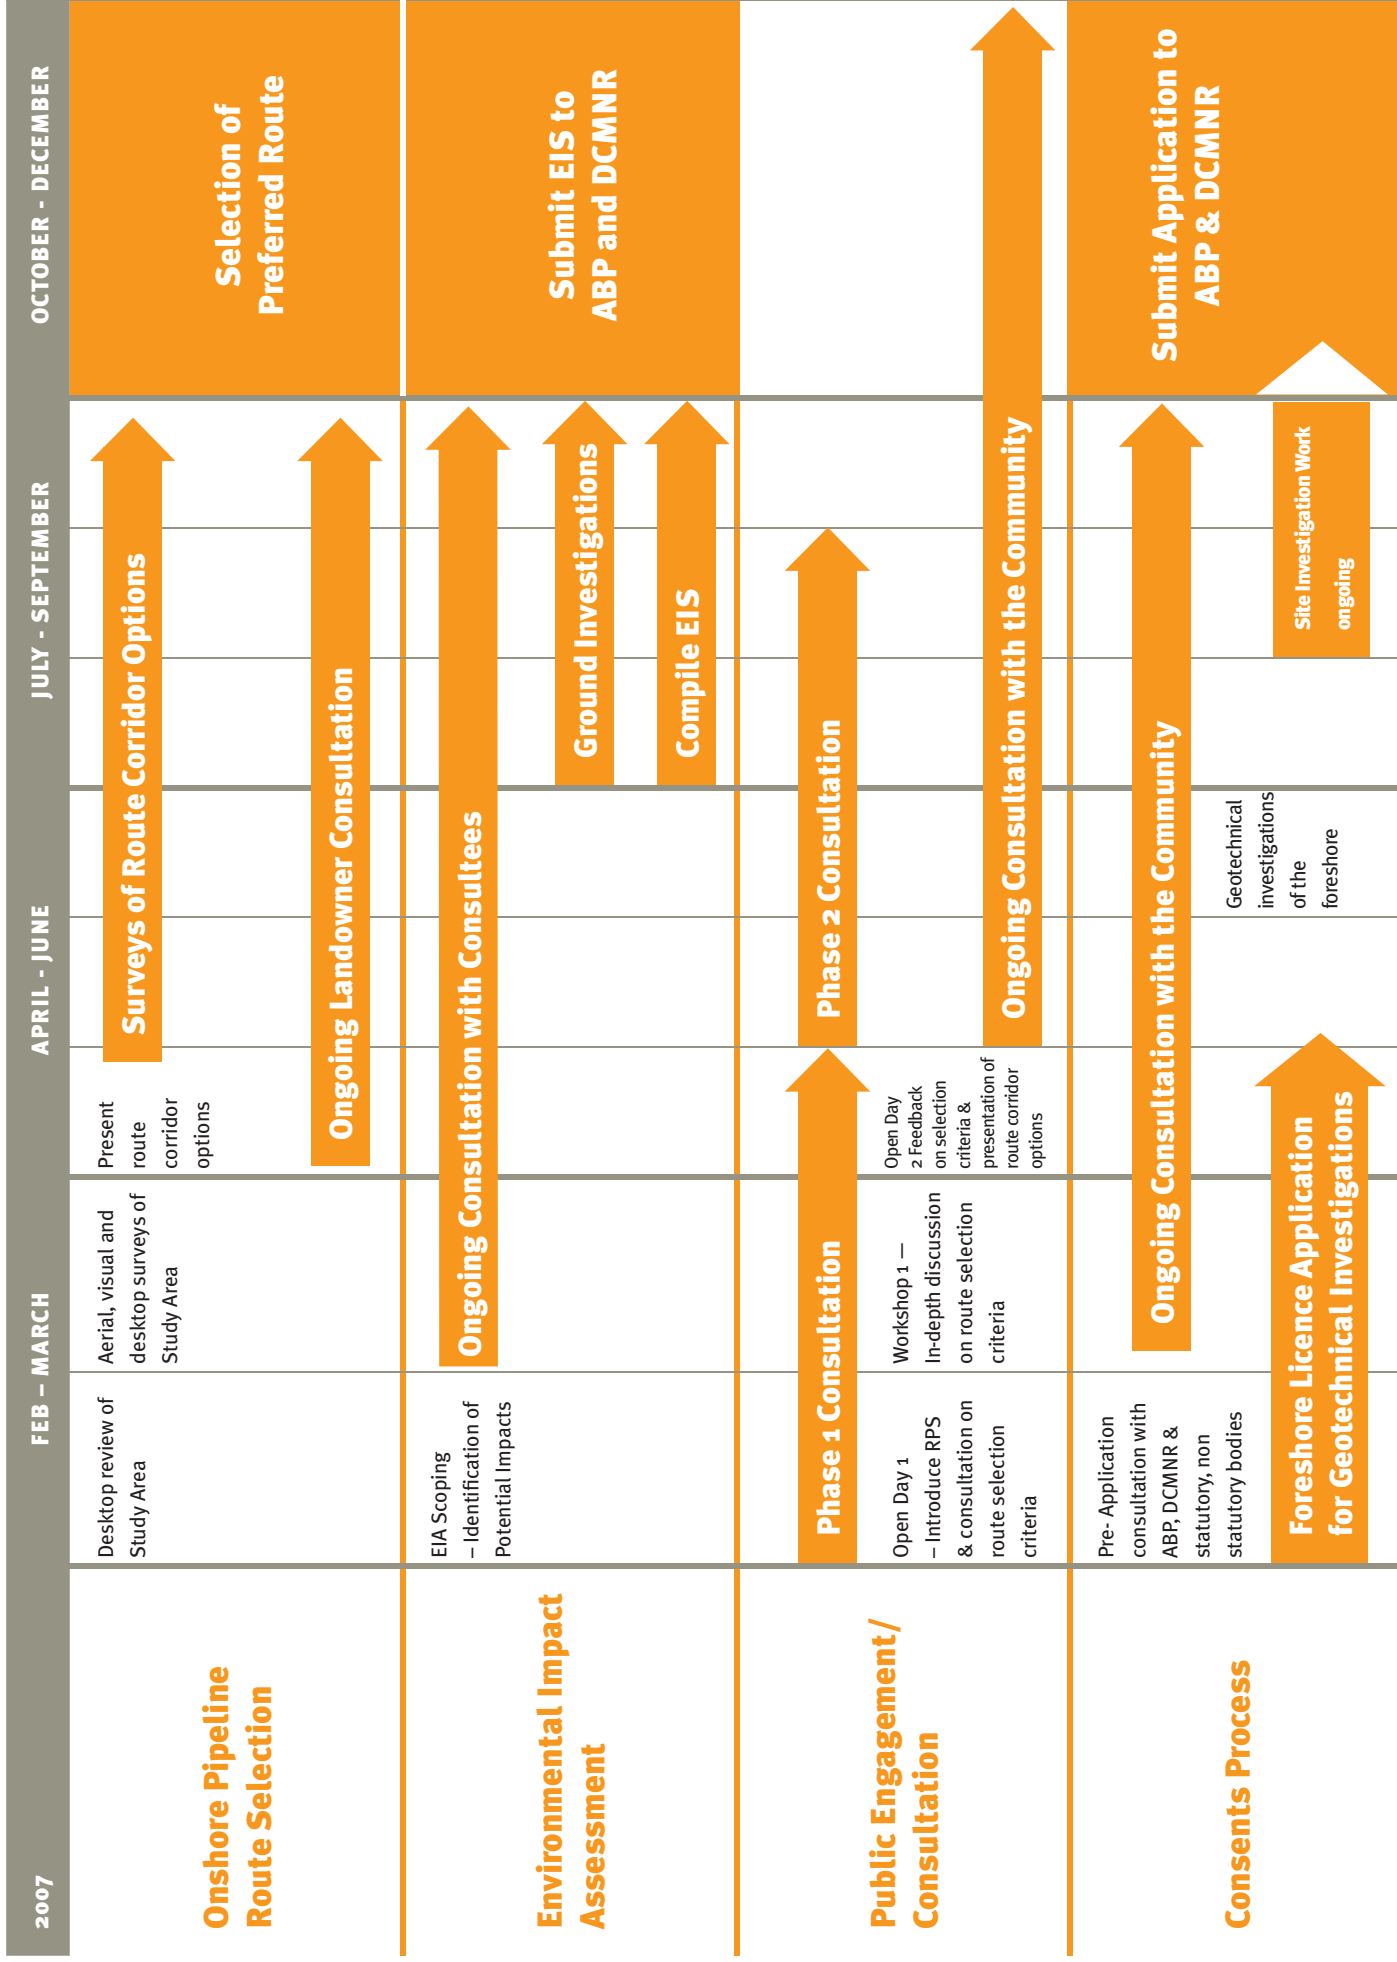 2007
FEB – MARCH
APRIL - JUNE
JULY - SEPTEMBER
OCTOBER - DECEMBER
Onshore Pipeline
Route Selection
Desktop review of
Study Area
Aerial, visual and
desktop surveys of
Study Area
Present
route
corridor
options
Surveys of Route Corridor Options
Ongoing Landowner Consultation
Selection of
Preferred Route
Environmental Impact
Assessment
EIA Scoping
– Identification of
Potential Impacts
Ongoing Consultation with Consultees
Ground Investigations
Compile EIS
Submit EIS to
ABP and DCMNR
Public Engagement/
Consultation
Phase 1 Consultation
Phase 2 Consultation
Open Day 1
– Introduce RPS
& consultation on
route selection
criteria
Workshop 1 —
In-depth discussion
on route selection
criteria
Open Day
2 Feedback
on selection
criteria &
presentation of
route corridor
options
Ongoing Consultation with the Community
Consents Process
Pre- Application
consultation with
ABP, DCMNR &
statutory, non
statutory bodies
Ongoing Consultation with the Community
Foreshore Licence Application
for Geotechnical Investigations
Geotechnical
investigations
of the
foreshore
Site Investigation Work
ongoing
Submit Application to
ABP & DCMNR